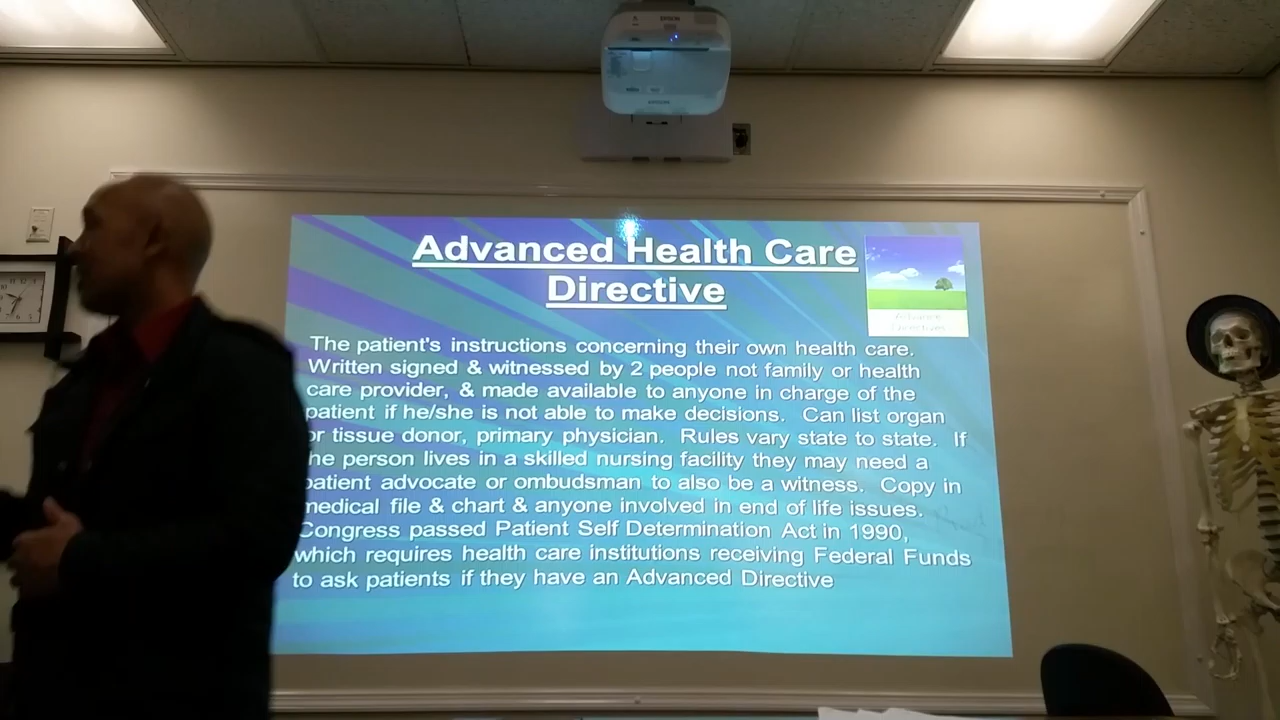 EPSON
Advanced Health Care
Directive
Advance
Directives
The patient's instructions concerning their own health care.
Written signed & witnessed by 2 people not family or health
care provider, & made available to anyone in charge of the
patient if he/she is not able to make decisions.  Can list organ
or tissue donor, primary physician.  Rules vary state to state.  If
he person lives in a skilled nursing facility they may need a
patient advocate or ombudsman to also be a witness.  Copy in
medical file & chart & anyone involved in end of life issues.
Congress passed Patient Self Determination Act in 1990,
which requires health care institutions receiving Federal Funds
to ask patients if they have an Advanced Directive